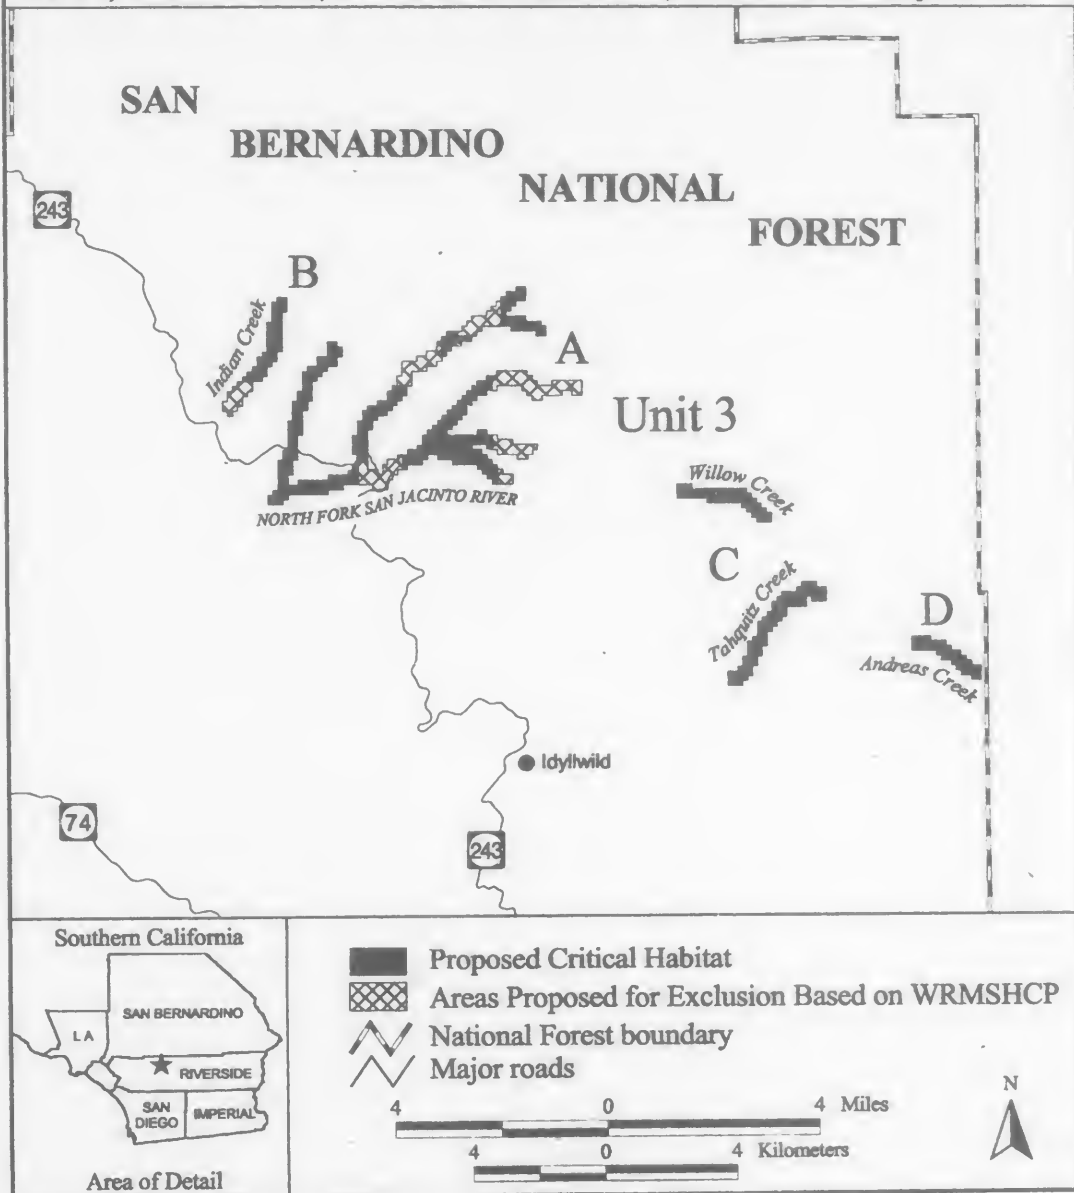 SAN
BERNARDINO
NATIONAL
FOREST
243
B
Indian Creek
A
Unit 3
NORTH FORK SAN JACINTO RIVER
Willow Creek
C
Tahquitz Creek
D
Andreas Creek
Idyllwild
74
243
Southern California
LA
SAN BERNARDINO
RIVERSIDE
SAN
DIEGO
IMPERIAL
Area of Detail
Proposed Critical Habitat
Areas Proposed for Exclusion Based on WRMSHCP
National Forest boundary
Major roads
4 0 4 Miles
4 0 4 Kilometers
N